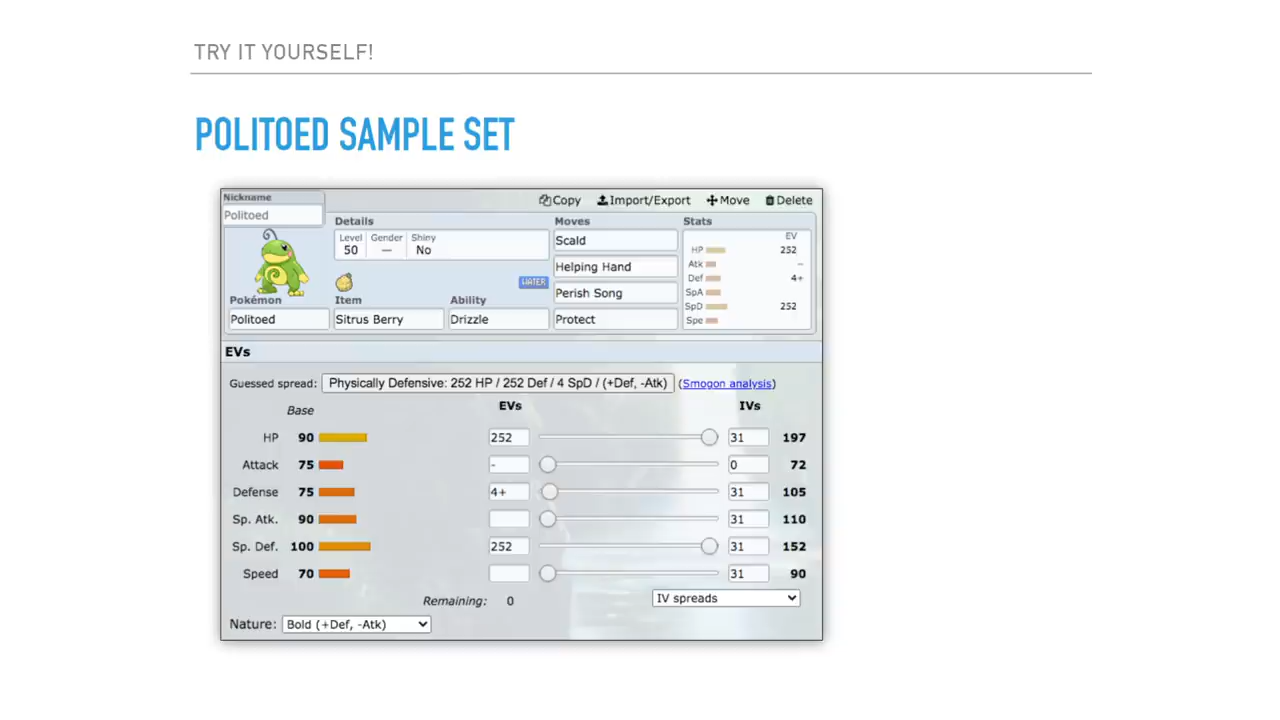 TRY IT YOURSELF!
POLITOED SAMPLE SET
Nickname
Politoed
Copy Import/Export Move Delete
Details Moves Stats
Level Gender Shiny
50 — No
Scald
Helping Hand
Perish Song
Protect
EV
HP 252
Atk –
Def 4+
SpA
SpD 252
Spe
WATER
Pokémon Item Ability
Politoed Sitrus Berry Drizzle
EVs
Guessed spread: Physically Defensive: 252 HP / 252 Def / 4 SpD / (+Def, -Atk) (Smogon analysis)
Base EVs IVs
HP 90 252 31 197
Attack 75 - 0 72
Defense 75 4+ 31 105
Sp. Atk. 90 31 110
Sp. Def. 100 252 31 152
Speed 70 31 90
Remaining: 0 IV spreads
Nature: Bold (+Def, -Atk)